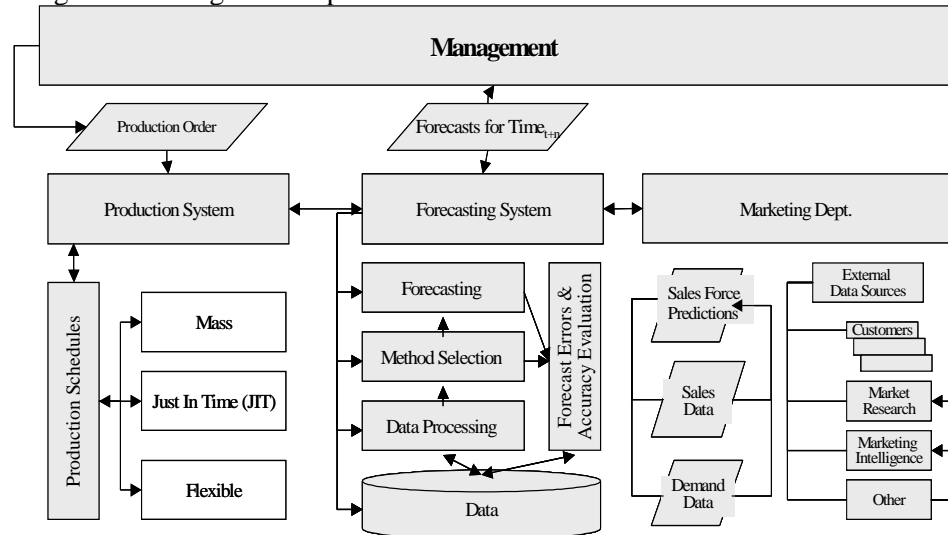 Management
Production Order
Forecasts for Time t+n
Production System
Forecasting System
Marketing Dept.
Production Schedules
Mass
Just In Time (JIT)
Flexible
Forecasting
Method Selection
Data Processing
Data
Forecast Errors &
Accuracy Evaluation
Sales Force
Predictions
Sales
Data
Demand
Data
External
Data Sources
Customers
Market
Research
Marketing
Intelligence
Other